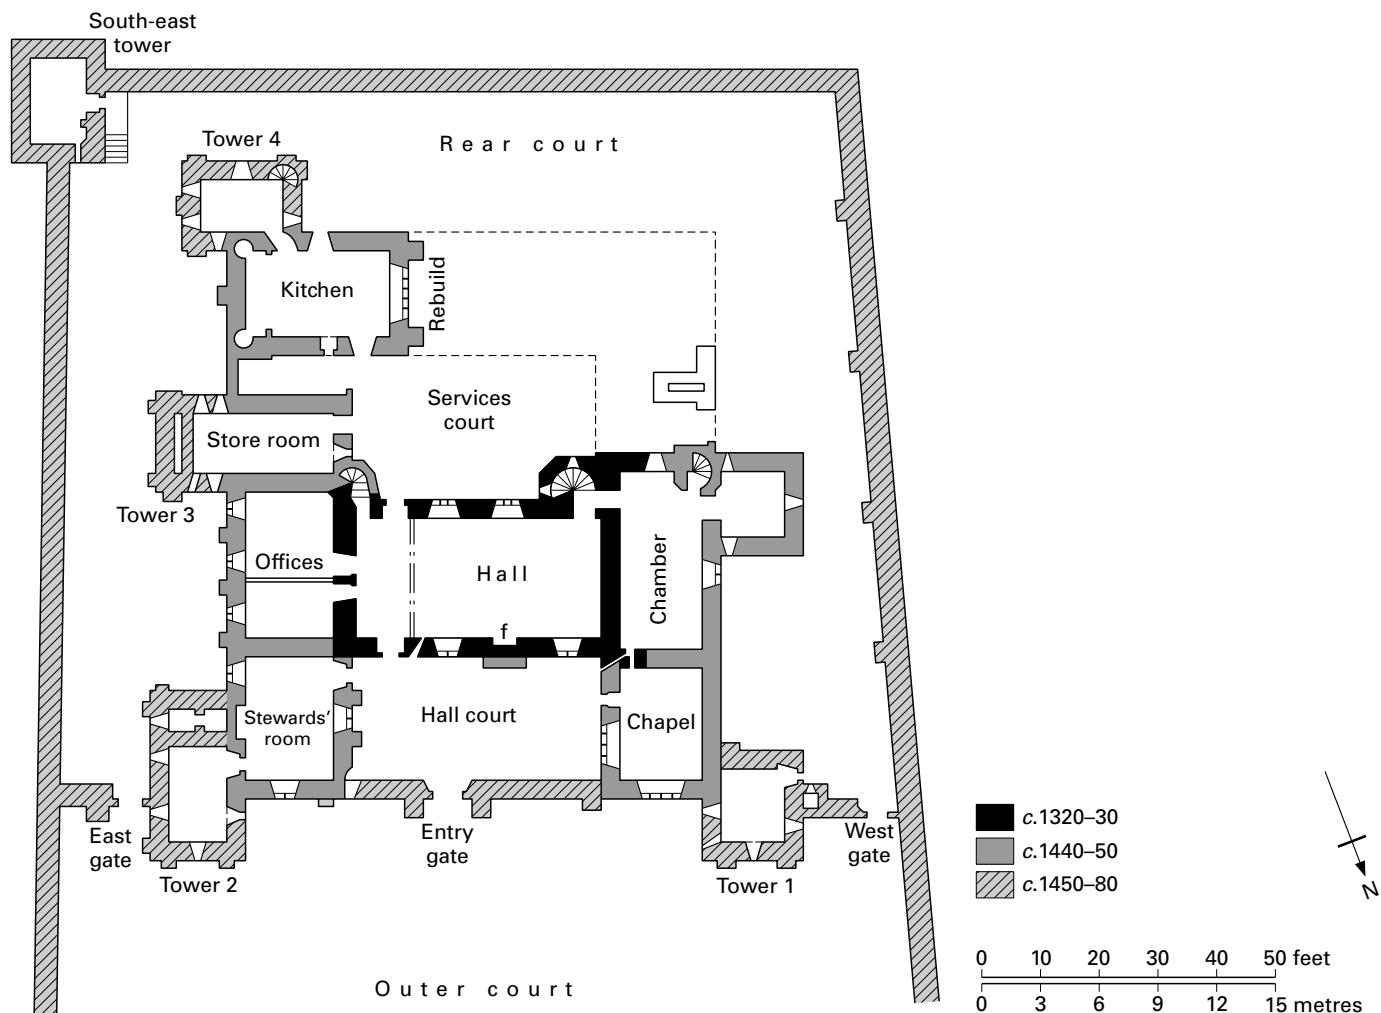 South-east
tower
Tower 4
Rear court
Kitchen
Rebuild
Services
court
Store room
Tower 3
Offices
Hall
Chamber
f
Stewards’
room
Hall court
Chapel
East
gate
Entry
gate
West
gate
Tower 2
Tower 1
Outer court
c.1320–30
c.1440–50
c.1450–80
N
0 10 20 30 40 50 feet
0 3 6 9 12 15 metres